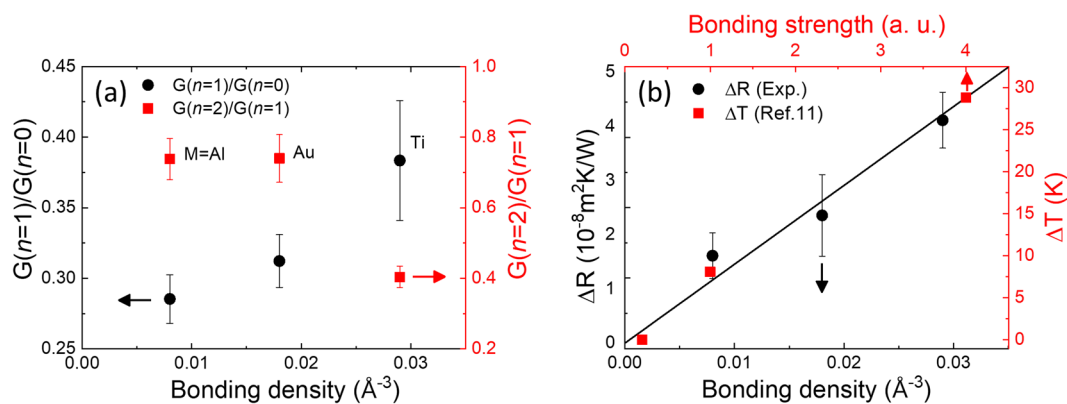 (a)
G(n=1)/G(n=0)
G(n=2)/G(n=1)
M=Al
Au
Ti
0.45
0.40
0.35
0.30
0.25
G(n=1)/G(n=0)
1.0
0.8
0.6
0.4
0.2
G(n=2)/G(n=1)
0.00 0.01 0.02 0.03
Bonding density (Å⁻³)
Bonding strength (a. u.)
0 1 2 3 4
(b)
ΔR (Exp.)
ΔT (Ref.11)
5
4
3
2
1
0
ΔR (10⁻⁸m²K/W)
30
25
20
15
10
5
0
ΔT (K)
0.00 0.01 0.02 0.03
Bonding density (Å⁻³)